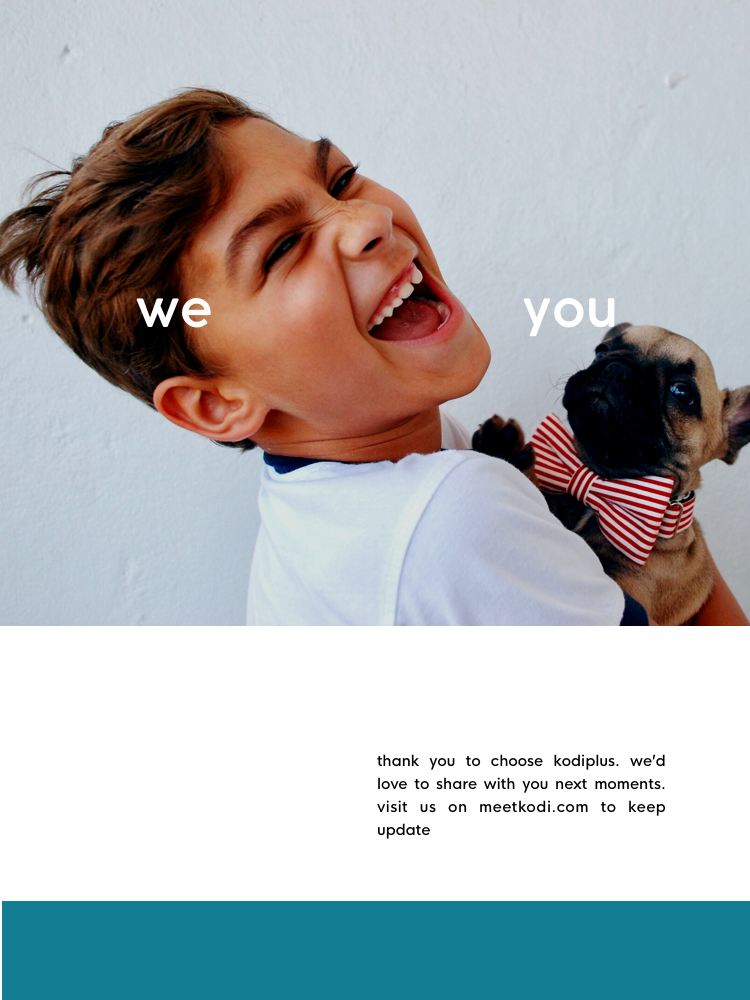 we you
thank you to choose kodiplus. we'd
love to share with you next moments.
visit us on meetkodi.com to keep
update